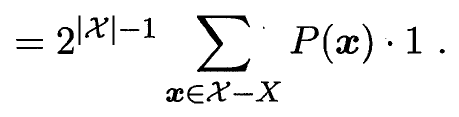 = 2^{|𝒳|−1} ∑_{𝒙∈𝒳−X} P(𝒙) · 1 .